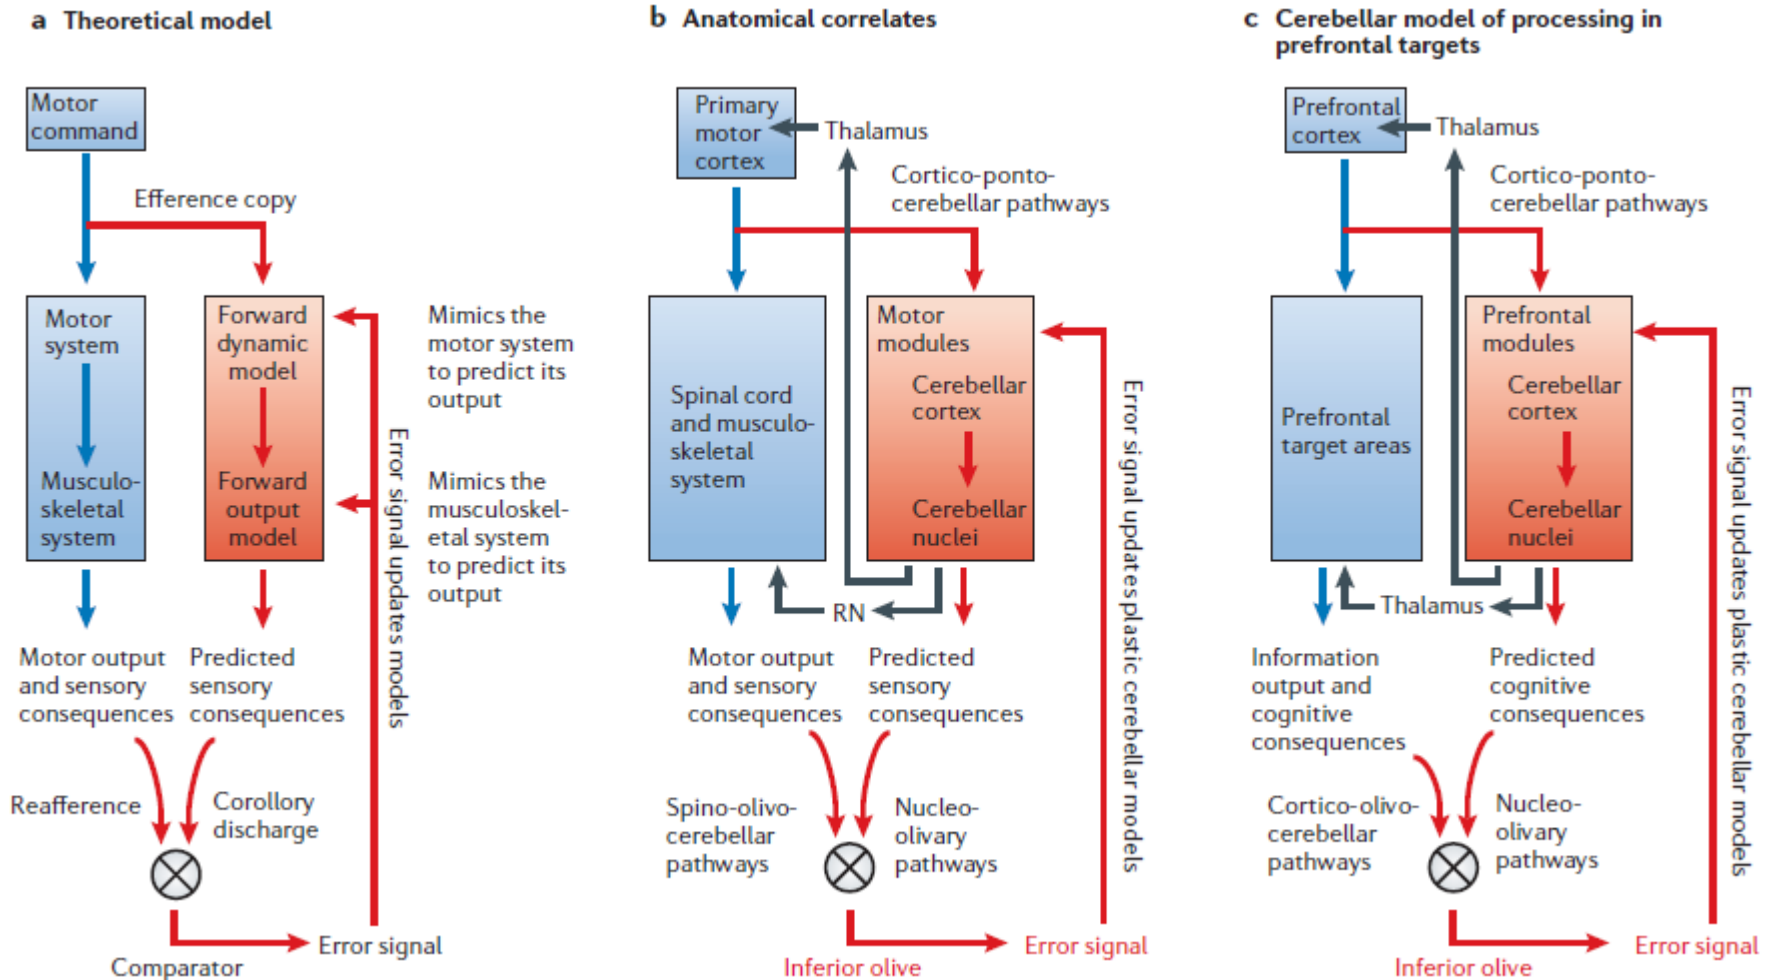 a Theoretical model
Motor
command
Efference copy
Motor
system
Musculo-
skeletal
system
Forward
dynamic
model
Forward
output
model
Mimics the
motor system
to predict its
output
Mimics the
musculoskel-
etal system
to predict its
output
Error signal updates models
Motor output
and sensory
consequences
Predicted
sensory
consequences
Reafference
Corollory
discharge
Comparator
Error signal
b Anatomical correlates
Primary
motor
cortex
Thalamus
Cortico-ponto-
cerebellar pathways
Spinal cord
and musculo-
skeletal
system
Motor
modules
Cerebellar
cortex
Cerebellar
nuclei
RN
Error signal updates plastic cerebellar models
Motor output
and sensory
consequences
Predicted
sensory
consequences
Spino-olivo-
cerebellar
pathways
Nucleo-
olivary
pathways
Inferior olive
Error signal
c Cerebellar model of processing in
prefrontal targets
Prefrontal
cortex
Thalamus
Cortico-ponto-
cerebellar pathways
Prefrontal
target areas
Prefrontal
modules
Cerebellar
cortex
Cerebellar
nuclei
Thalamus
Error signal updates plastic cerebellar models
Information
output and
cognitive
consequences
Predicted
cognitive
consequences
Cortico-olivo-
cerebellar
pathways
Nucleo-
olivary
pathways
Inferior olive
Error signal